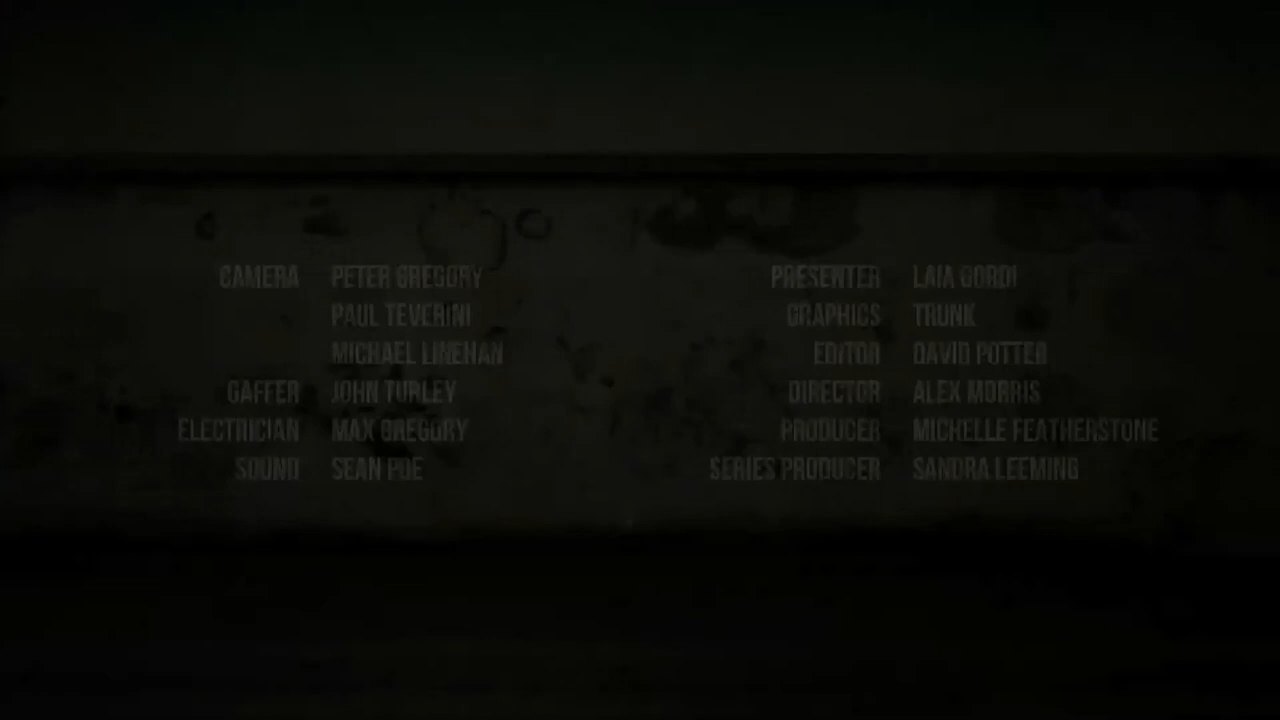 CAMERA PETER GREGORY
PAUL TEVERINI
MICHAEL LINEHAN
GAFFER JOHN TURLEY
ELECTRICIAN MAX GREGORY
SOUND SEAN POE
PRESENTER LAIA GORDI
GRAPHICS TRUNK
EDITOR DAVID POTTER
DIRECTOR ALEX MORRIS
PRODUCER MICHELLE FEATHERSTONE
SERIES PRODUCER SANDRA LEEMING